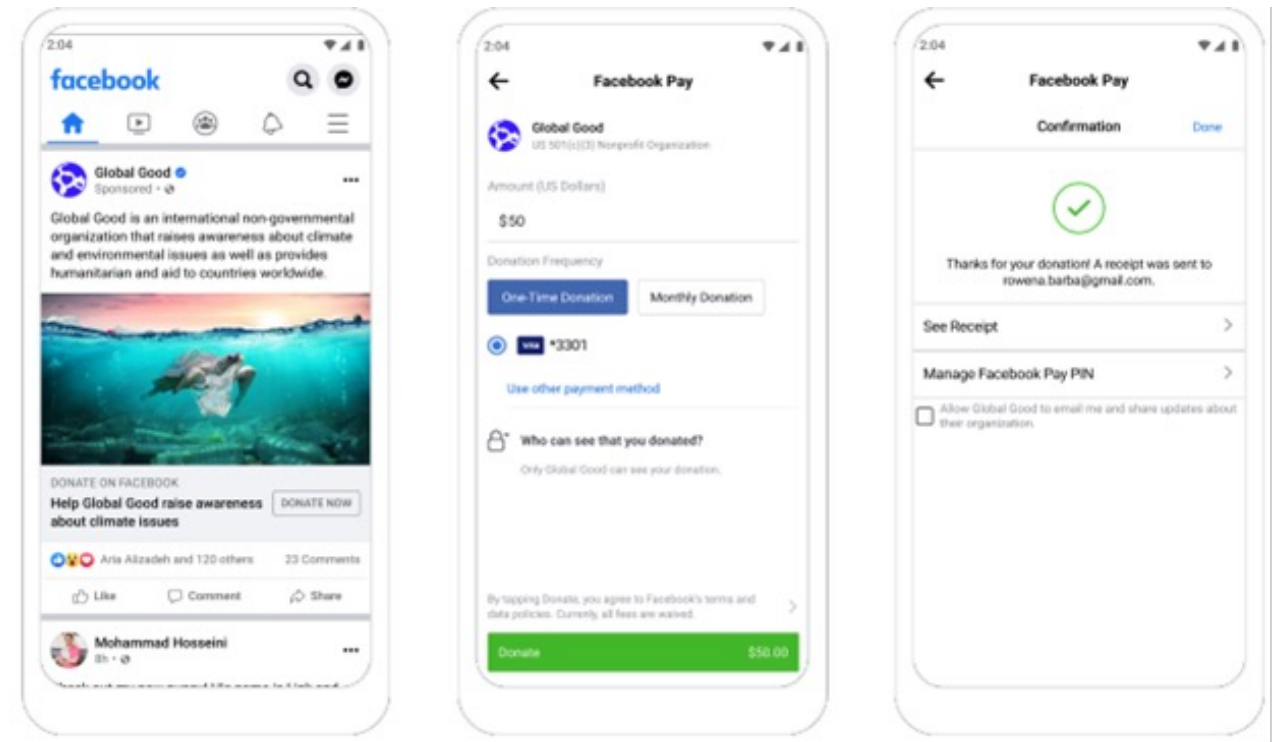 2:04
facebook
Global Good
Sponsored ·
Global Good is an international non-governmental
organization that raises awareness about climate
and environmental issues as well as provides
humanitarian and aid to countries worldwide.
DONATE ON FACEBOOK
Help Global Good raise awareness
about climate issues
DONATE NOW
Aria Alizadeh and 120 others 23 Comments
Like Comment Share
Mohammad Hosseini
8h ·
2:04
Facebook Pay
Global Good
US 501(c)(3) Nonprofit Organization
Amount (US Dollars)
$50
Donation Frequency
One-Time Donation Monthly Donation
VISA *3301
Use other payment method
Who can see that you donated?
Only Global Good can see your donation.
By tapping Donate, you agree to Facebook's terms and
data policies. Currently, all fees are waived.
Donate $50.00
2:04
Facebook Pay
Confirmation Done
Thanks for your donation! A receipt was sent to
rowena.barba@gmail.com.
See Receipt
Manage Facebook Pay PIN
Allow Global Good to email me and share updates about
their organization.